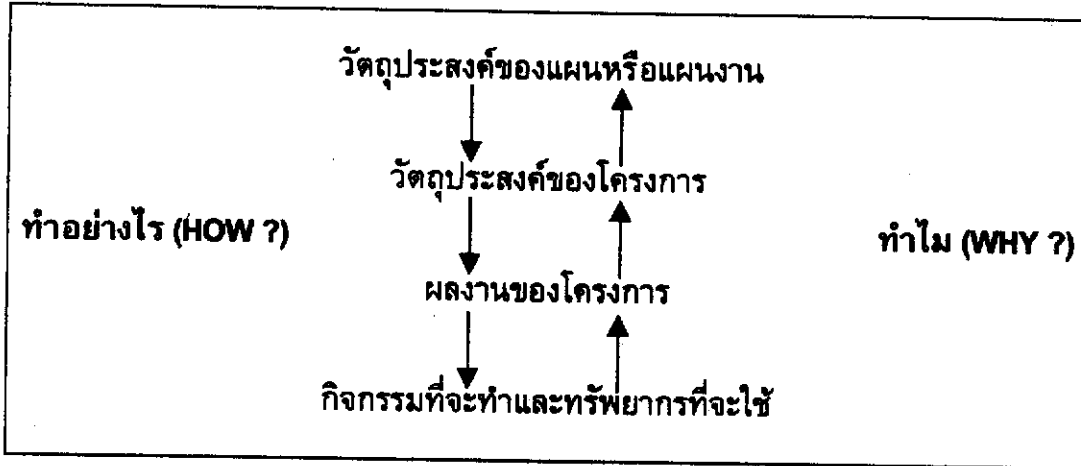 วัตถุประสงค์ของแผนหรือแผนงาน
วัตถุประสงค์ของโครงการ
ทำอย่างไร (HOW ?)
ทำไม (WHY ?)
ผลงานของโครงการ
กิจกรรมที่จะทำและทรัพยากรที่จะใช้